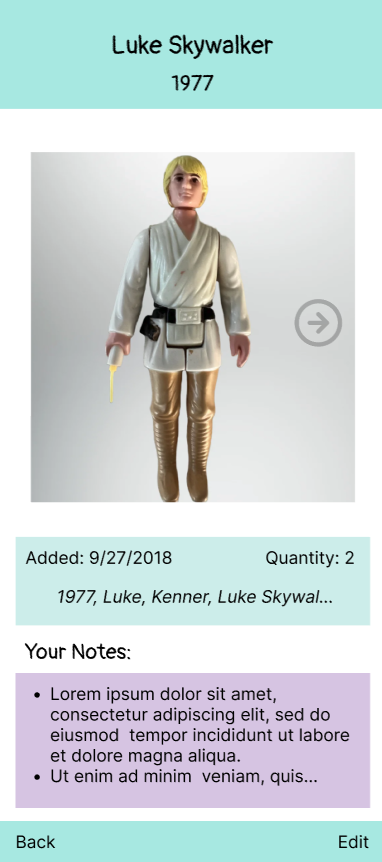 Luke Skywalker
1977
Added: 9/27/2018 Quantity: 2
1977, Luke, Kenner, Luke Skywal...
Your Notes:
• Lorem ipsum dolor sit amet,
consectetur adipiscing elit, sed do
eiusmod  tempor incididunt ut labore
et dolore magna aliqua.
• Ut enim ad minim  veniam, quis...
Back Edit